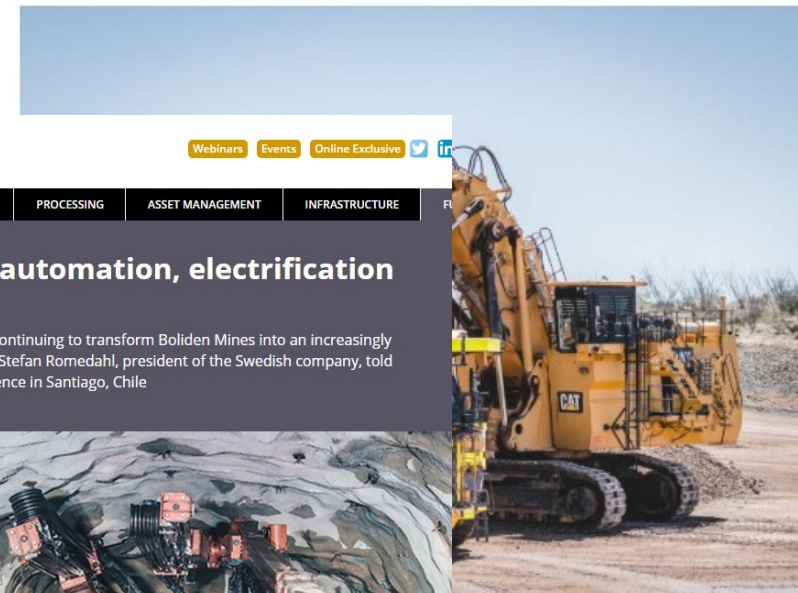 Webinars Events Online Exclusive
PROCESSING ASSET MANAGEMENT INFRASTRUCTURE
automation, electrification
ontinuing to transform Boliden Mines into an increasingly
Stefan Romedahl, president of the Swedish company, told
ence in Santiago, Chile
CAT